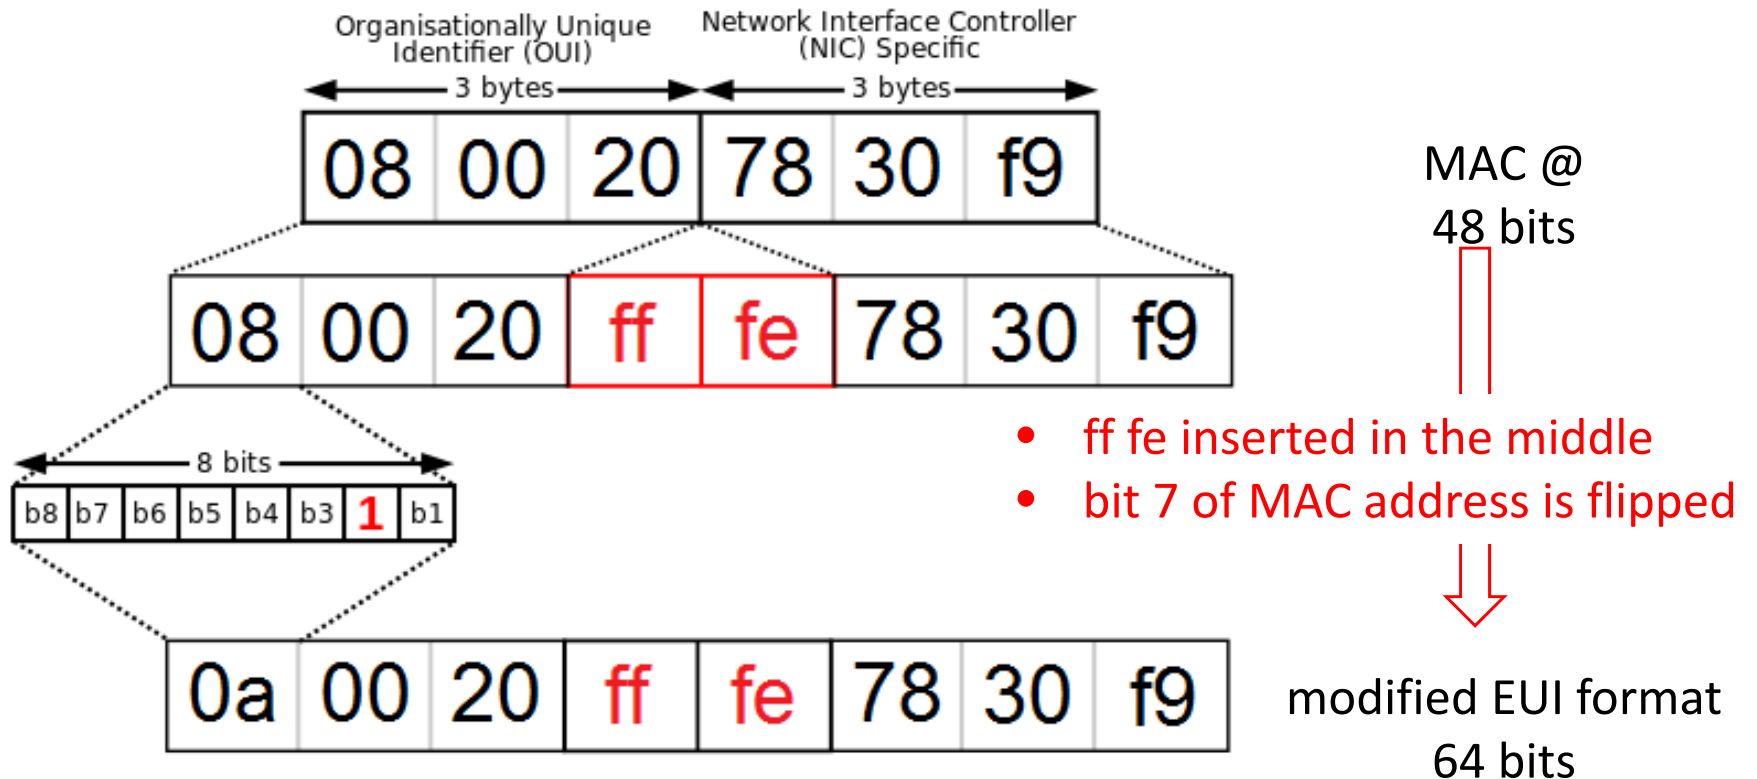 Organisationally Unique
Identifier (OUI)
Network Interface Controller
(NIC) Specific
3 bytes
3 bytes
08 00 20 78 30 f9
MAC @
48 bits
08 00 20 ff fe 78 30 f9
• ff fe inserted in the middle
• bit 7 of MAC address is flipped
8 bits
b8 b7 b6 b5 b4 b3 1 b1
0a 00 20 ff fe 78 30 f9
modified EUI format
64 bits